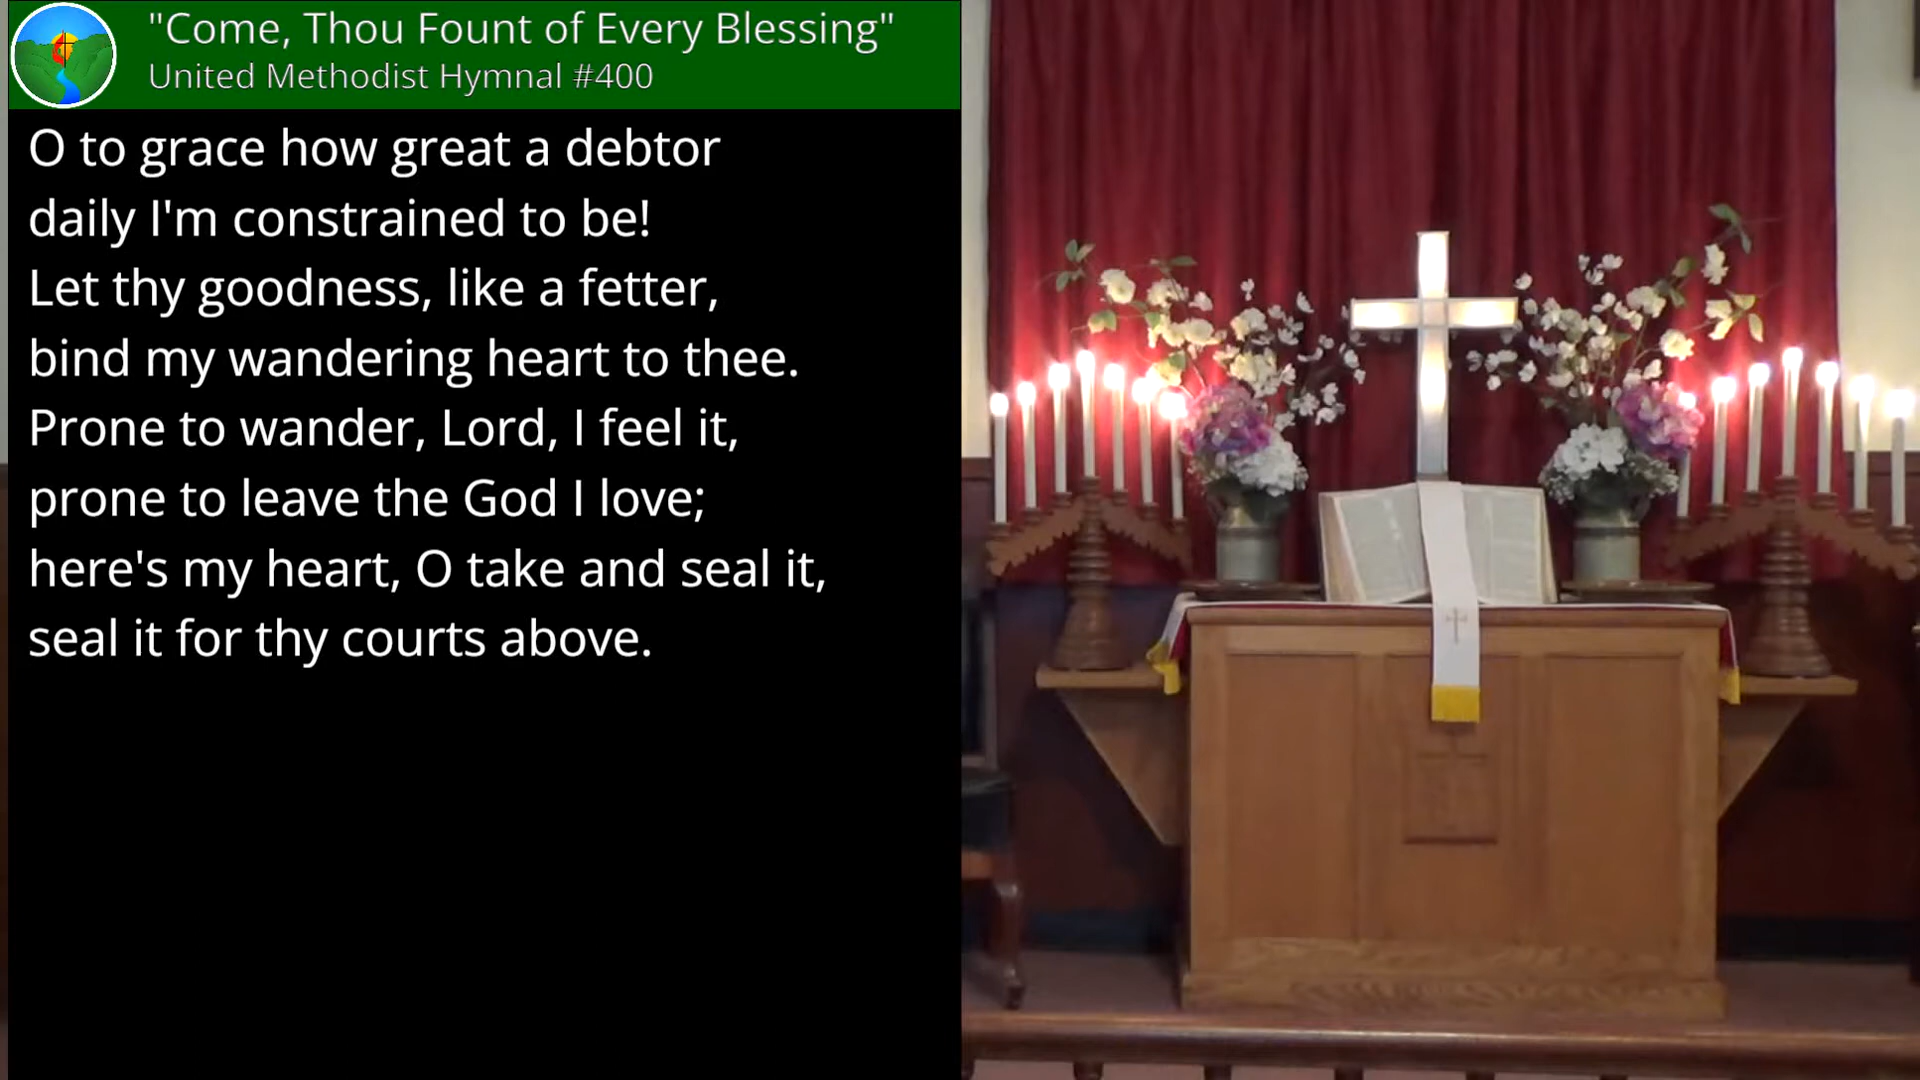 "Come, Thou Fount of Every Blessing"
United Methodist Hymnal #400
O to grace how great a debtor
daily I'm constrained to be!
Let thy goodness, like a fetter,
bind my wandering heart to thee.
Prone to wander, Lord, I feel it,
prone to leave the God I love;
here's my heart, O take and seal it,
seal it for thy courts above.